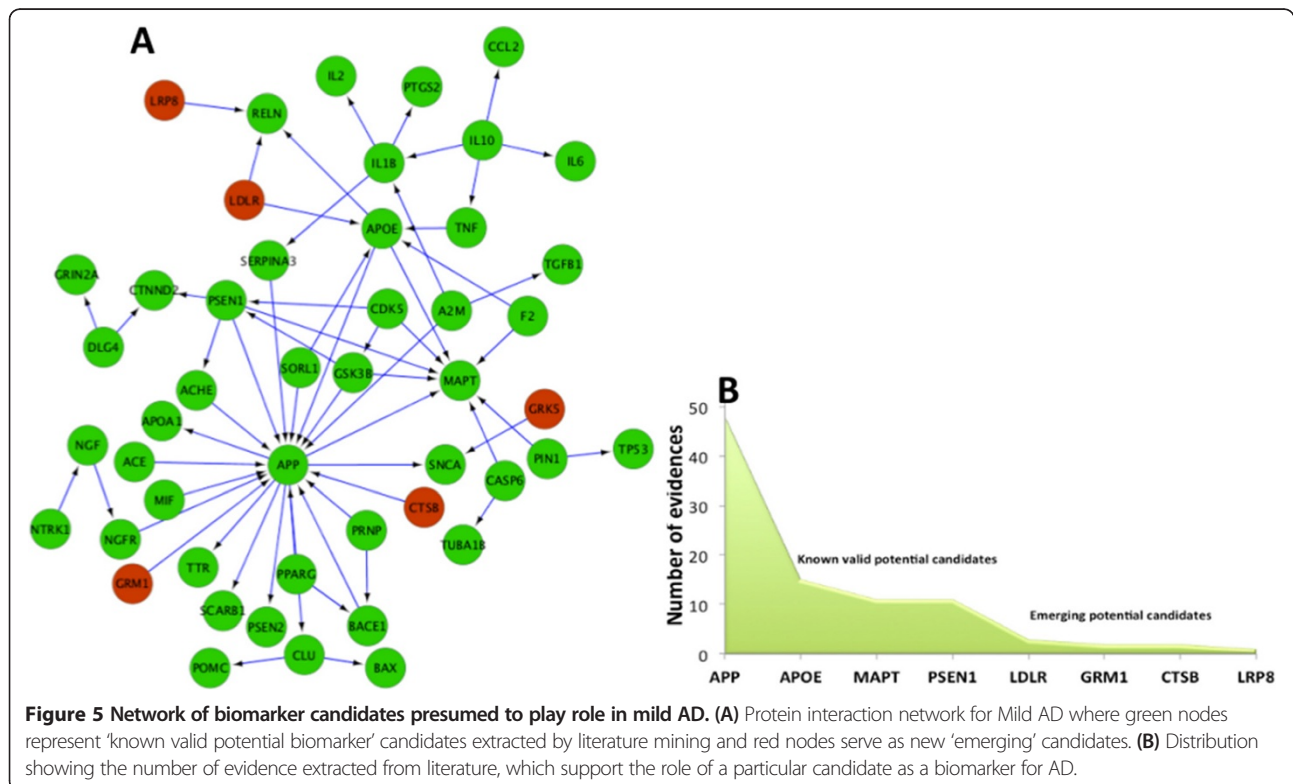 A
CCL2
IL2
PTGS2
LRP8
RELN
IL10
IL1B
IL6
LDLR
APOE
TNF
SERPINA3
TGFB1
GRIN2A
CTNND2
PSEN1
CDK5
A2M
F2
DLG4
SORL1
GSK3B
MAPT
ACHE
GRK5
APOA1
NGF
ACE
APP
SNCA
PIN1
TP53
MIF
CASP6
CTSB
NTRK1
NGFR
PRNP
TUBA1B
TTR
PPARG
GRM1
SCARB1
PSEN2
BACE1
CLU
POMC
BAX
B
Number of evidences
50
40
30
20
10
0
Known valid potential candidates
Emerging potential candidates
APP APOE MAPT PSEN1 LDLR GRM1 CTSB LRP8
Figure 5 Network of biomarker candidates presumed to play role in mild AD. (A) Protein interaction network for Mild AD where green nodes
represent ‘known valid potential biomarker’ candidates extracted by literature mining and red nodes serve as new ‘emerging’ candidates. (B) Distribution
showing the number of evidence extracted from literature, which support the role of a particular candidate as a biomarker for AD.